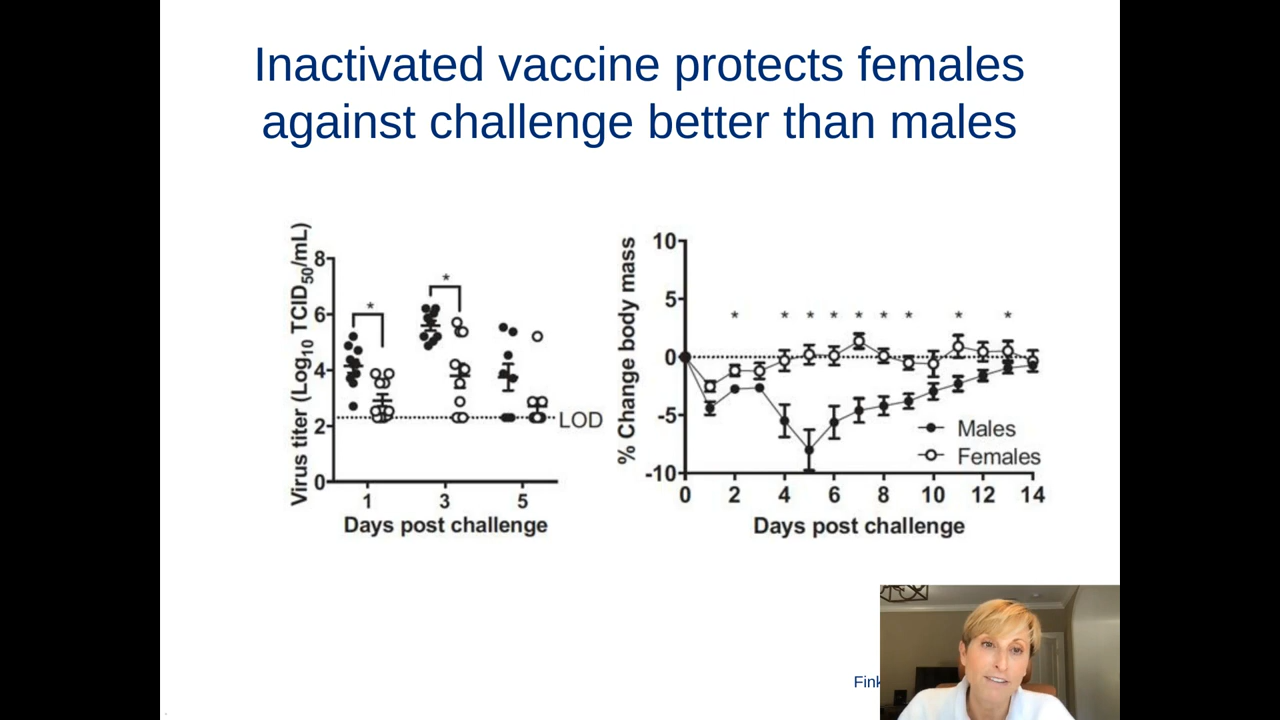 Inactivated vaccine protects females
against challenge better than males
Virus titer (Log10 TCID50/mL)
8
6
4
2
0
*
*
LOD
1 3 5
Days post challenge
% Change body mass
10
5
0
-5
-10
* * * * * * * * *
Males
Females
0 2 4 6 8 10 12 14
Days post challenge